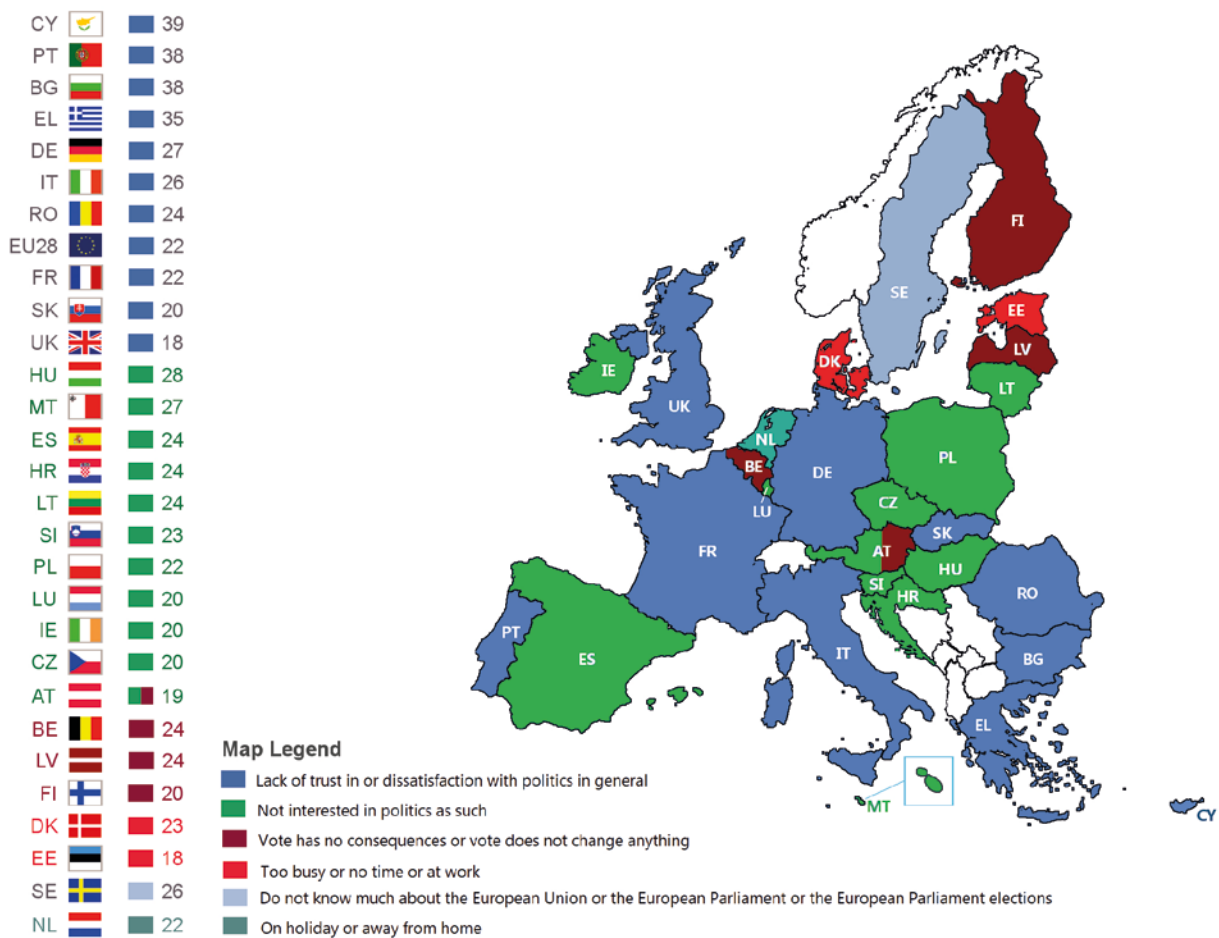 CY 39
PT 38
BG 38
EL 35
DE 27
IT 26
RO 24
EU28 22
FR 22
SK 20
UK 18
HU 28
MT 27
ES 24
HR 24
LT 24
SI 23
PL 22
LU 20
IE 20
CZ 20
AT 19
BE 24
LV 24
FI 20
DK 23
EE 18
SE 26
NL 22
FI
SE
EE
LV
DK
LT
IE
UK
NL
BE
PL
DE
CZ
LU
SK
AT
FR
HU
SI
HR
RO
PT
ES
IT
BG
EL
MT
CY
Map Legend
Lack of trust in or dissatisfaction with politics in general
Not interested in politics as such
Vote has no consequences or vote does not change anything
Too busy or no time or at work
Do not know much about the European Union or the European Parliament or the European Parliament elections
On holiday or away from home